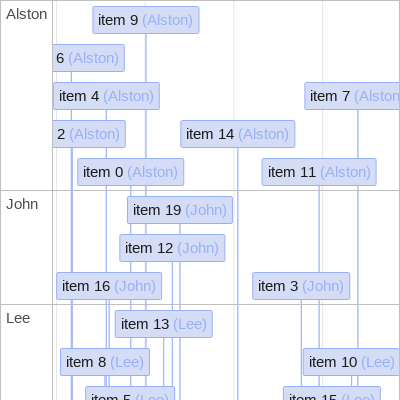 Alston
item 9 (Alston)
6 (Alston)
item 4 (Alston)
item 7 (Alston
2 (Alston)
item 14 (Alston)
item 0 (Alston)
item 11 (Alston)
John
item 19 (John)
item 12 (John)
item 16 (John)
item 3 (John)
Lee
item 13 (Lee)
item 8 (Lee)
item 10 (Lee)
item 5 (Lee)
item 15 (Lee)